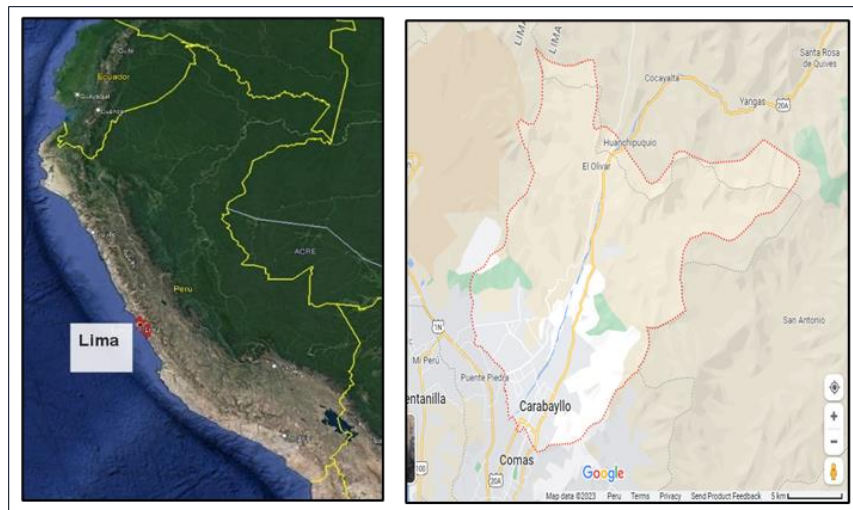 Quito
Ecuador
Guayaquil
Cuenca
ACRE
Peru
Lima
LIMA
LIMA
Santa Rosa
de Quives
Cocayalta
Yangas
20A
Huanchipuquio
El Olivar
San Antonio
1N
Mi Perú
Puente Piedra
entanilla
Carabayllo
Comas
100
20A
Google
Map data ©2023 Peru Terms Privacy Send Product Feedback 5 km